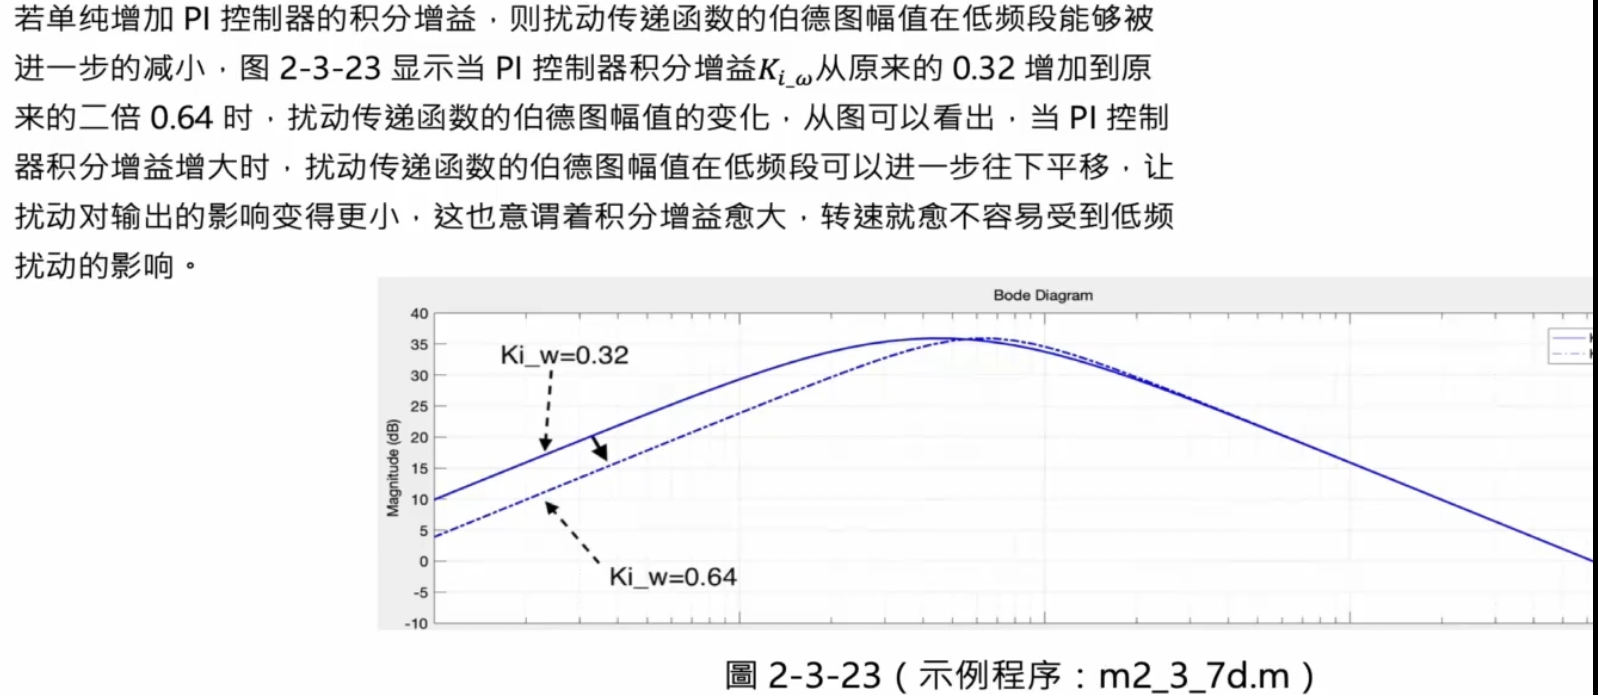 若单纯增加 PI 控制器的积分增益，则扰动传递函数的伯德图幅值在低频段能够被
进一步的减小，图 2-3-23 显示当 PI 控制器积分增益K_{i_ω}从原来的 0.32 增加到原
来的二倍 0.64 时，扰动传递函数的伯德图幅值的变化，从图可以看出，当 PI 控制
器积分增益增大时，扰动传递函数的伯德图幅值在低频段可以进一步往下平移，让
扰动对输出的影响变得更小，这也意谓着积分增益愈大，转速就愈不容易受到低频
扰动的影响。
Bode Diagram
40
35
30
25
20
15
10
5
0
-5
-10
Magnitude (dB)
Ki_w=0.32
Ki_w=0.64
圖 2-3-23（示例程序：m2_3_7d.m）